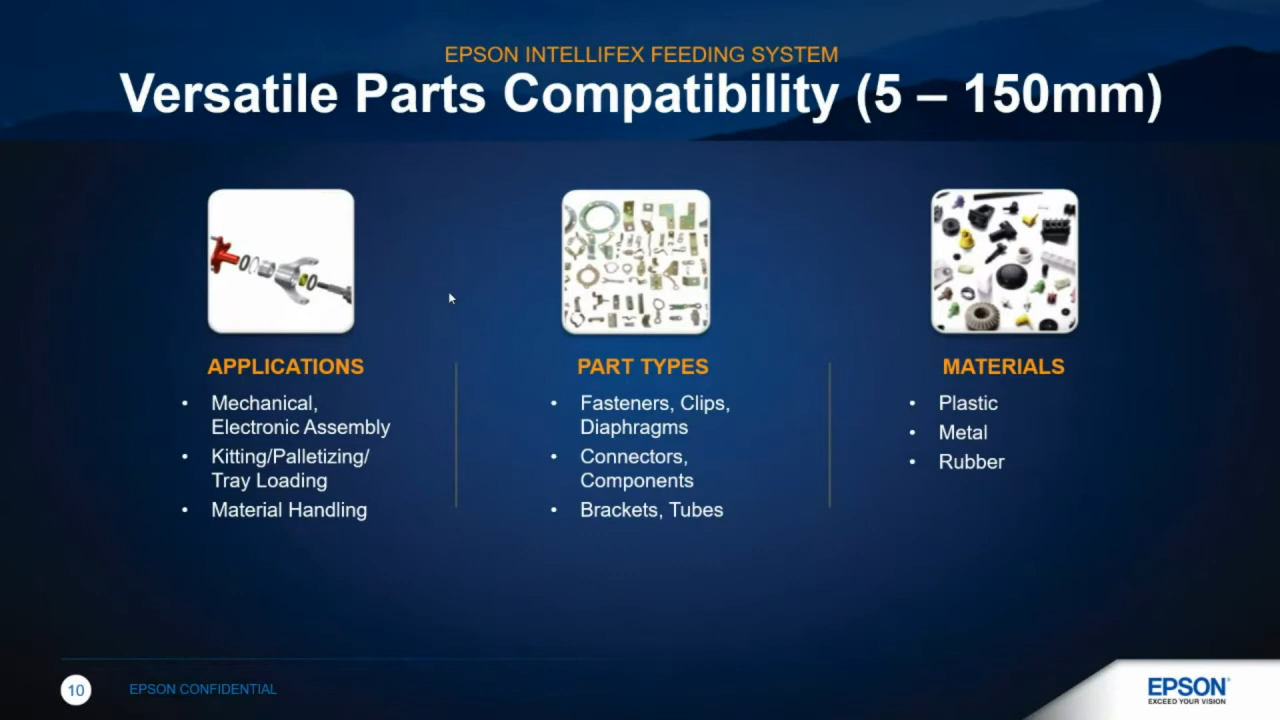 EPSON INTELLIFEX FEEDING SYSTEM
Versatile Parts Compatibility (5 – 150mm)
APPLICATIONS
• Mechanical,
Electronic Assembly
• Kitting/Palletizing/
Tray Loading
• Material Handling
PART TYPES
• Fasteners, Clips,
Diaphragms
• Connectors,
Components
• Brackets, Tubes
MATERIALS
• Plastic
• Metal
• Rubber
10
EPSON CONFIDENTIAL
EPSON®
EXCEED YOUR VISION